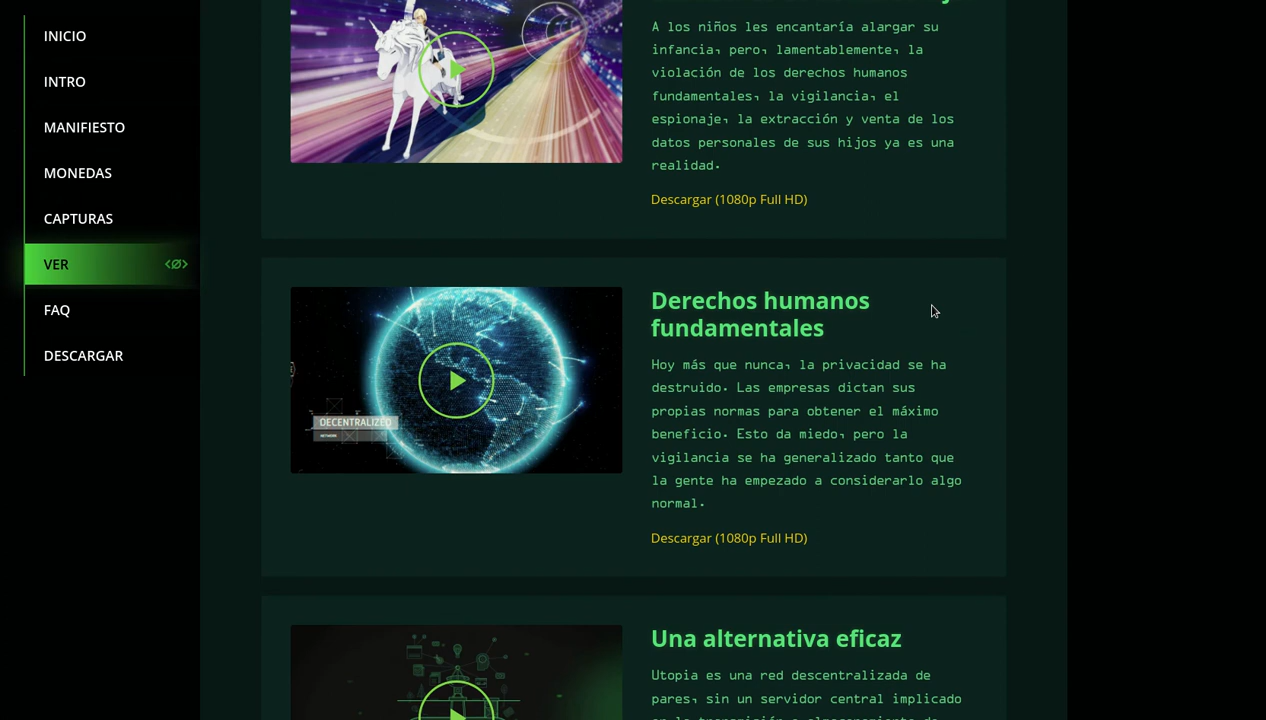 INICIO
INTRO
MANIFIESTO
MONEDAS
CAPTURAS
VER
FAQ
DESCARGAR
A los niños les encantaría alargar su
infancia, pero, lamentablemente, la
violación de los derechos humanos
fundamentales, la vigilancia, el
espionaje, la extracción y venta de los
datos personales de sus hijos ya es una
realidad.
Descargar (1080p Full HD)
DECENTRALIZED
NETWORK
Derechos humanos
fundamentales
Hoy más que nunca, la privacidad se ha
destruido. Las empresas dictan sus
propias normas para obtener el máximo
beneficio. Esto da miedo, pero la
vigilancia se ha generalizado tanto que
la gente ha empezado a considerarlo algo
normal.
Descargar (1080p Full HD)
Una alternativa eficaz
Utopia es una red descentralizada de
pares, sin un servidor central implicado